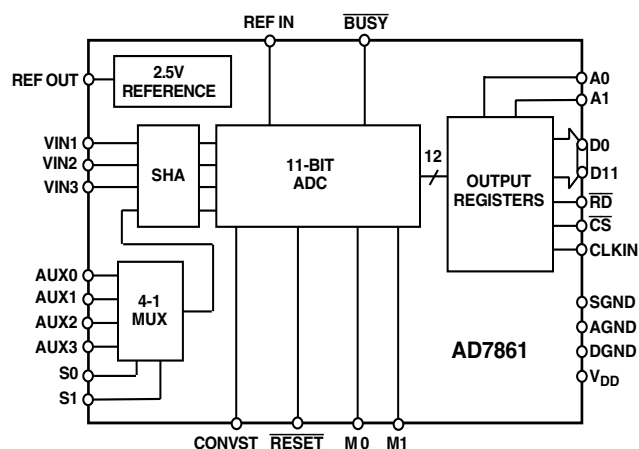 REF IN
BUSY
REF OUT
2.5V
REFERENCE
A0
A1
VIN1
VIN2
VIN3
SHA
11-BIT
ADC
12
OUTPUT
REGISTERS
D0
D11
RD
CS
CLKIN
AUX0
AUX1
AUX2
AUX3
S0
S1
4-1
MUX
SGND
AGND
DGND
VDD
AD7861
CONVST
RESET
M0
M1